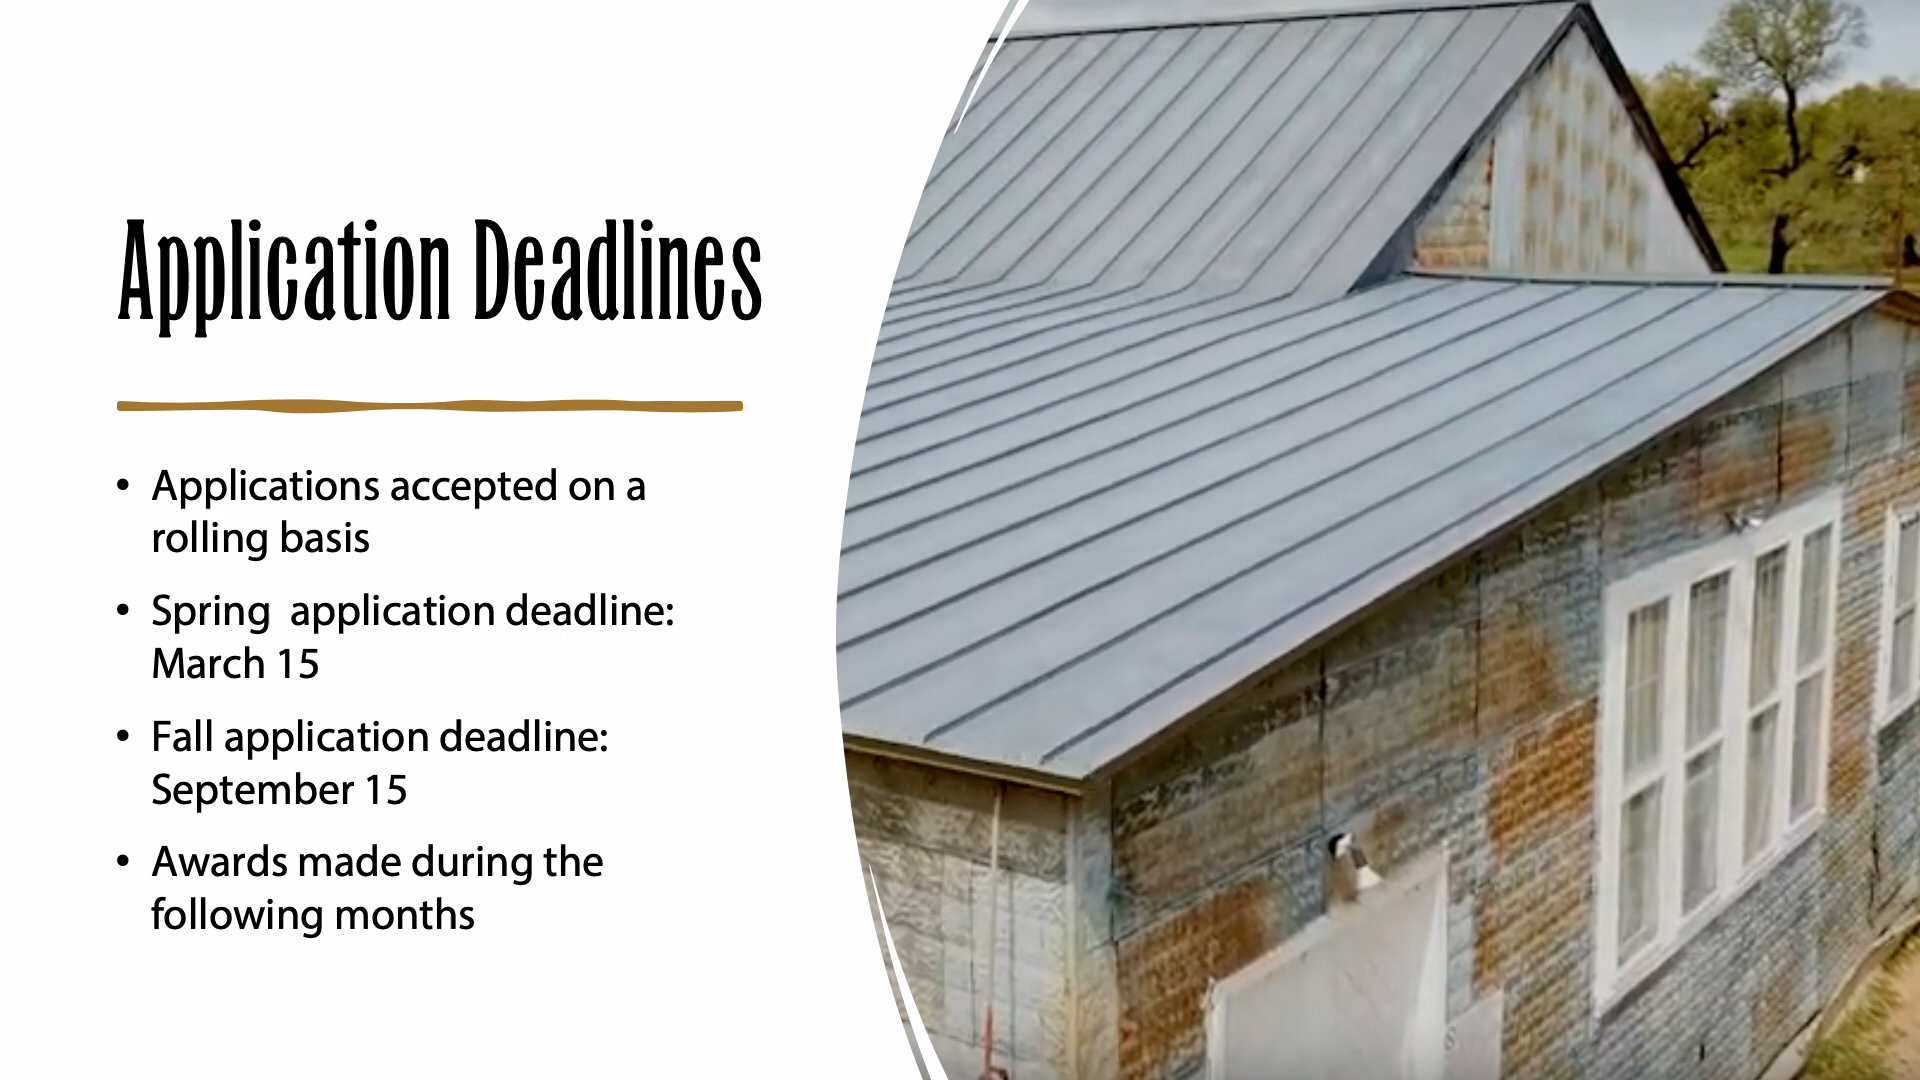 Application Deadlines
• Applications accepted on a
rolling basis
• Spring  application deadline:
March 15
• Fall application deadline:
September 15
• Awards made during the
following months